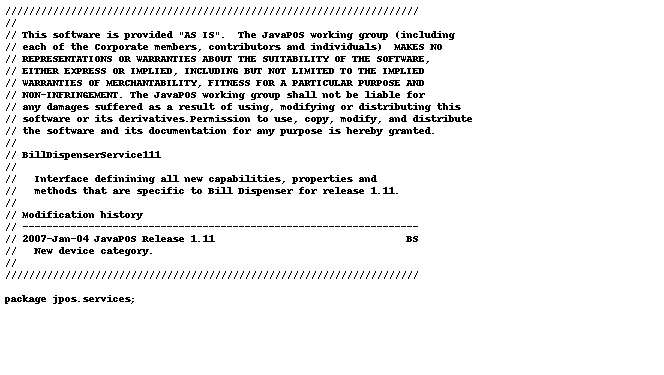 //////////////////////////////////////////////////////////////////////
//
// This software is provided "AS IS".  The JavaPOS working group (including
// each of the Corporate members, contributors and individuals)  MAKES NO
// REPRESENTATIONS OR WARRANTIES ABOUT THE SUITABILITY OF THE SOFTWARE,
// EITHER EXPRESS OR IMPLIED, INCLUDING BUT NOT LIMITED TO THE IMPLIED
// WARRANTIES OF MERCHANTABILITY, FITNESS FOR A PARTICULAR PURPOSE AND
// NON-INFRINGEMENT. The JavaPOS working group shall not be liable for
// any damages suffered as a result of using, modifying or distributing this
// software or its derivatives.Permission to use, copy, modify, and distribute
// the software and its documentation for any purpose is hereby granted.
//
// BillDispenserService111
//
//   Interface definining all new capabilities, properties and
//   methods that are specific to Bill Dispenser for release 1.11.
//
// Modification history
// ------------------------------------------------------------------
// 2007-Jan-04 JavaPOS Release 1.11                                BS
//   New device category.
//
//////////////////////////////////////////////////////////////////////
package jpos.services;